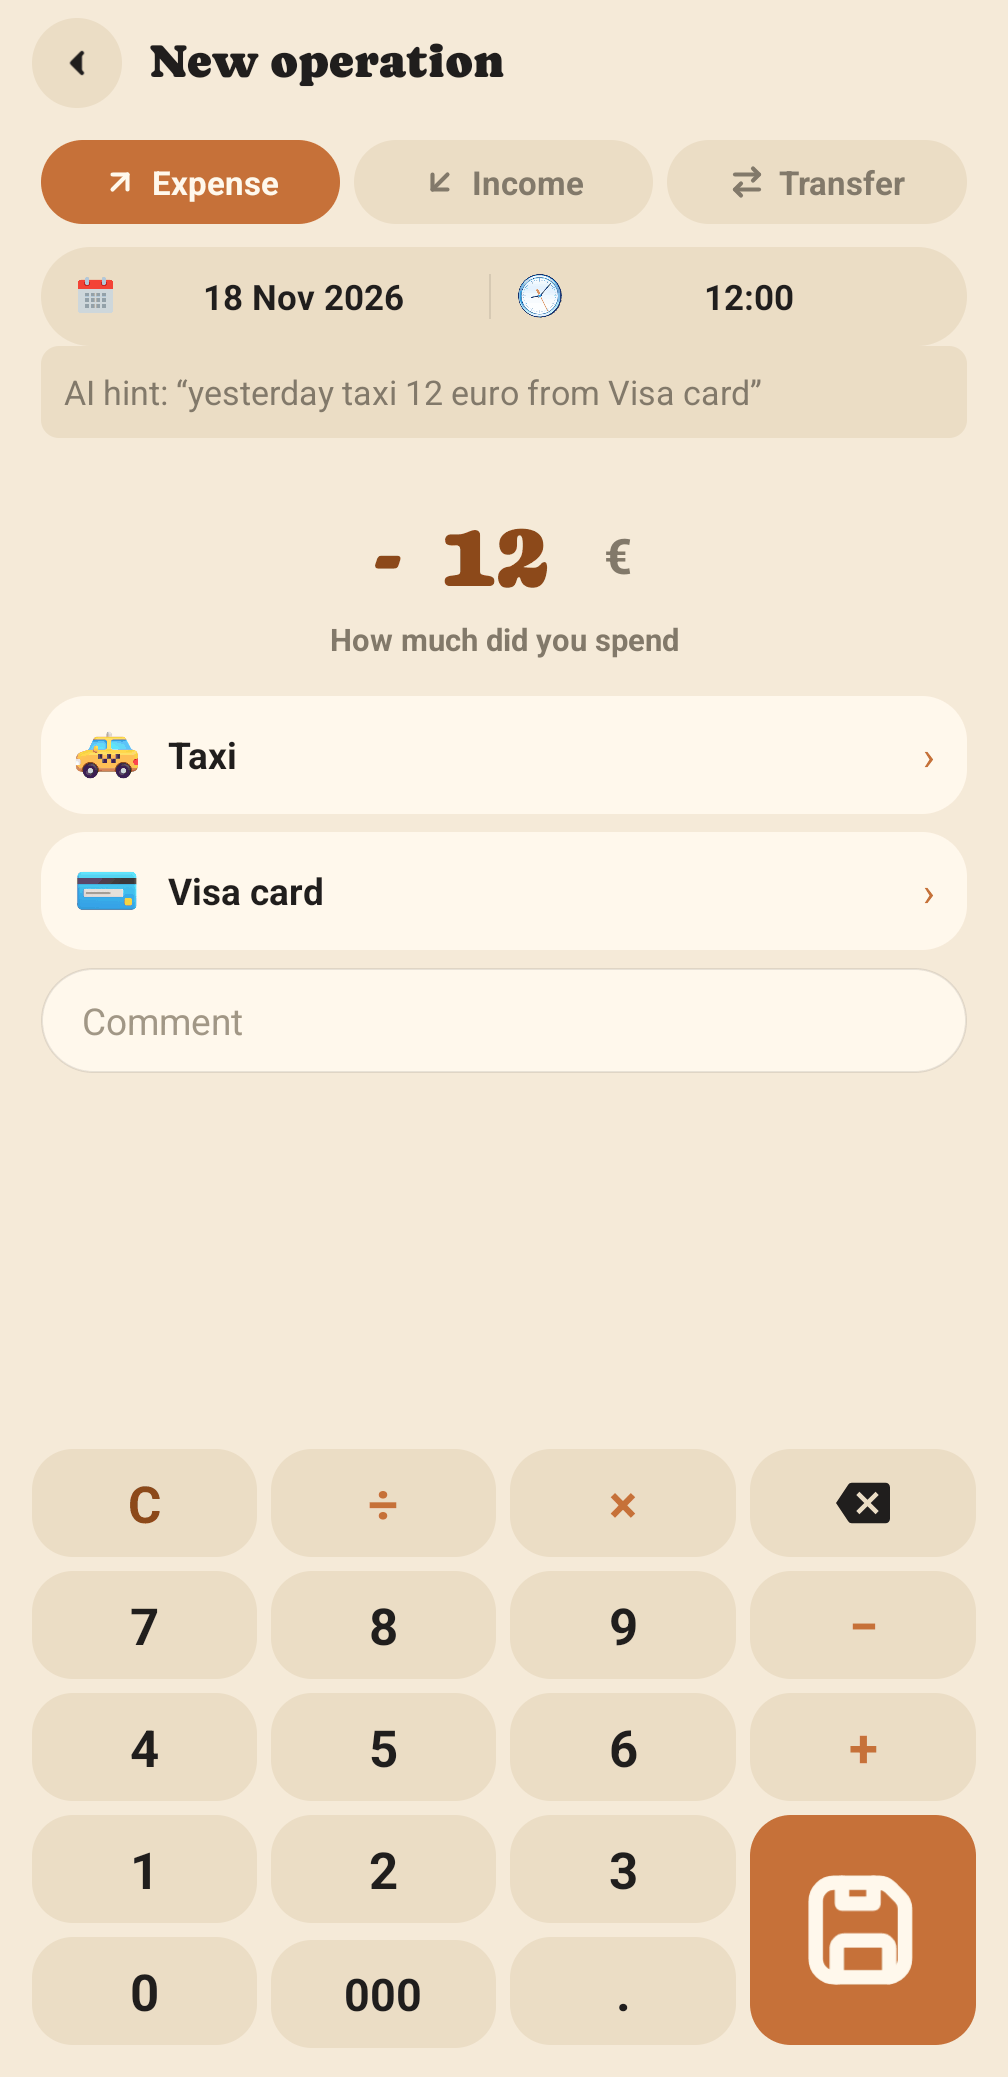 New operation
Expense Income Transfer
18 Nov 2026 12:00
AI hint: “yesterday taxi 12 euro from Visa card”
- 12 €
How much did you spend
Taxi ›
Visa card ›
Comment
C ÷ ×
7 8 9 −
4 5 6 +
1 2 3
0 000 .